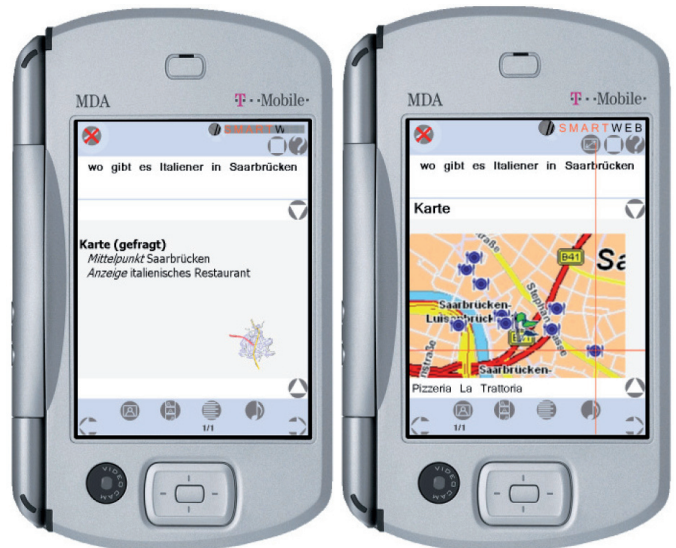 MDA
T··Mobile·
SMARTWEB
wo gibt es Italiener in Saarbrücken
Karte (gefragt)
Mittelpunkt Saarbrücken
Anzeige italienisches Restaurant
1/1
VIDEO CAM
MDA
T··Mobile·
SMARTWEB
wo gibt es Italiener in Saarbrücken
Karte
B41
Sa
Stephan
Saarbrücken-
Saarbrücken-
Pizzeria La Trattoria
1/1
VIDEO CAM